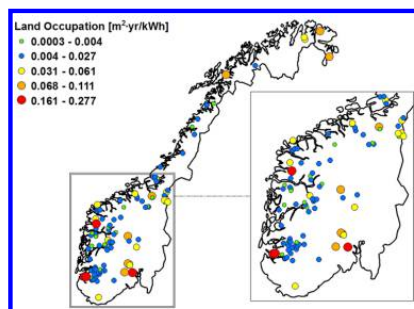 Land Occupation [m²·yr/kWh]
0.0003 - 0.004
0.004 - 0.027
0.031 - 0.061
0.068 - 0.111
0.161 - 0.277